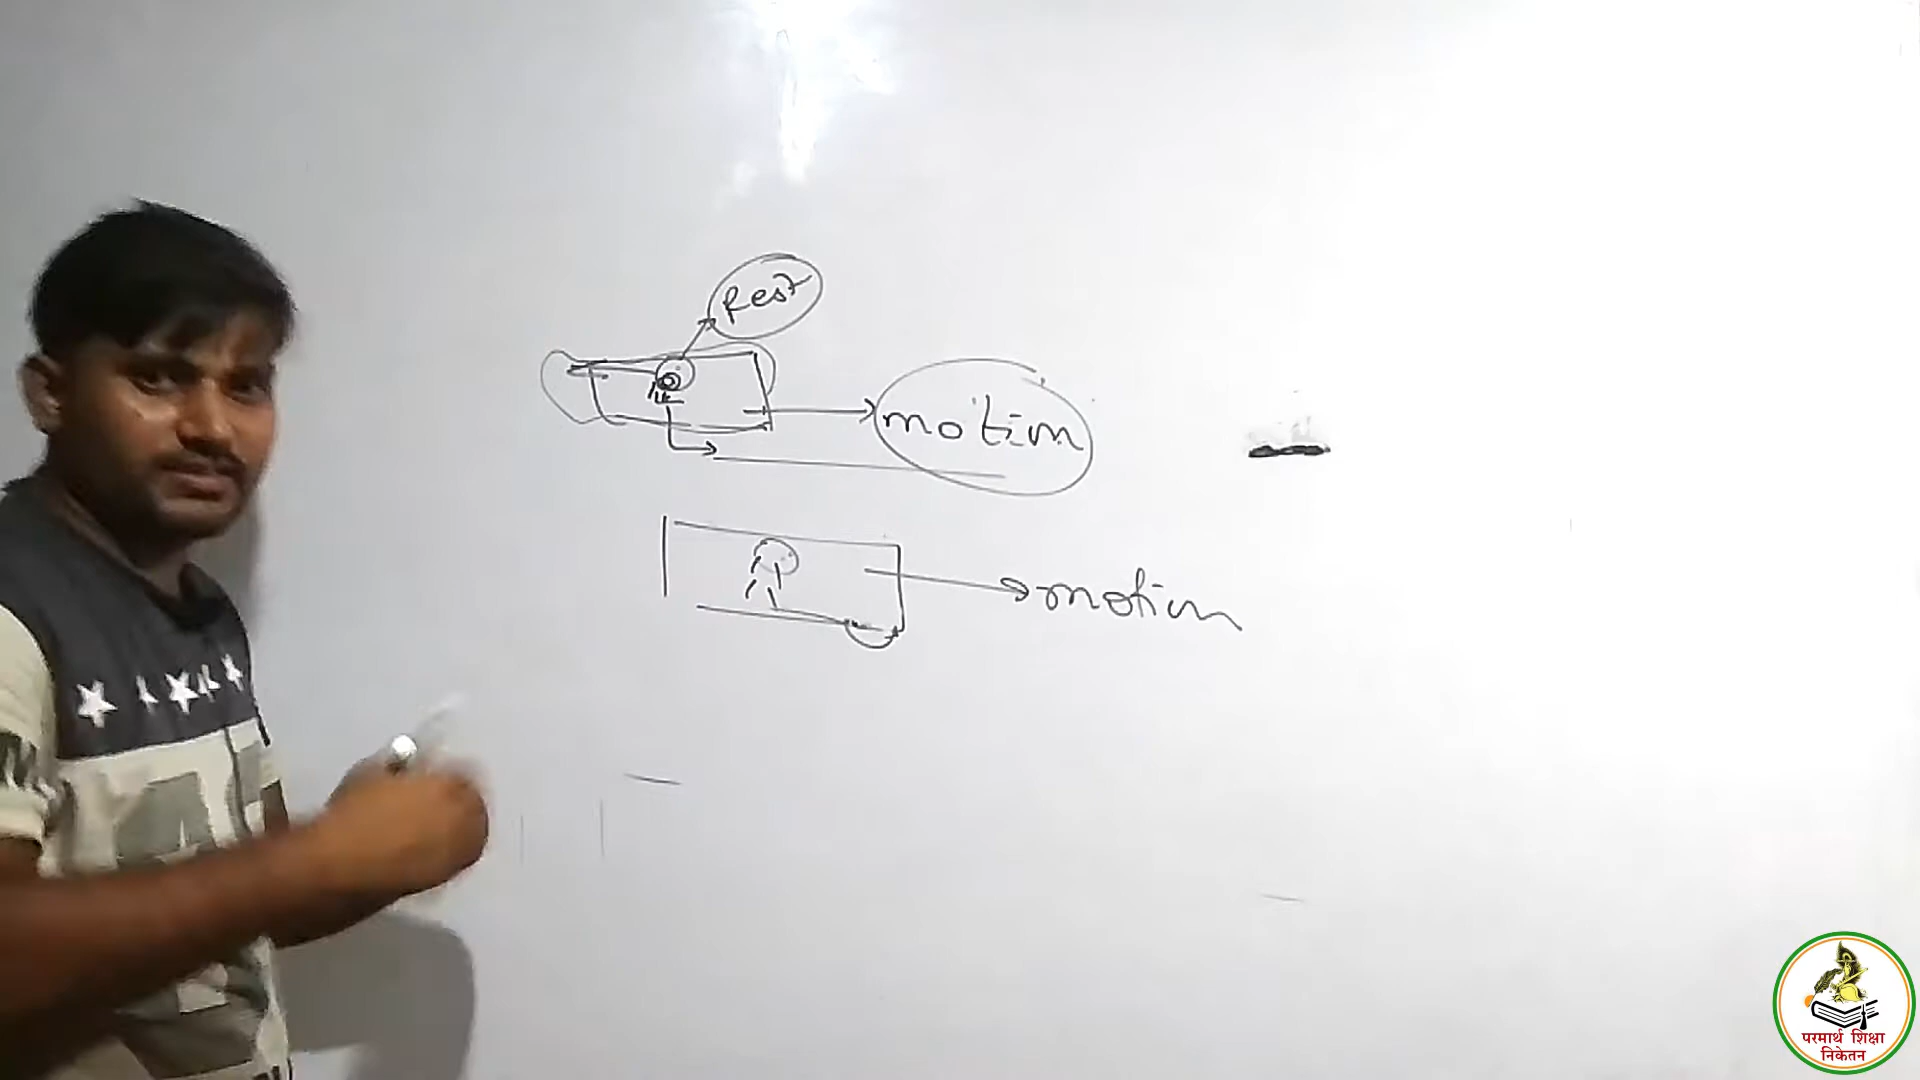 Rest
motion
motion
परमार्थ शिक्षा
निकेतन